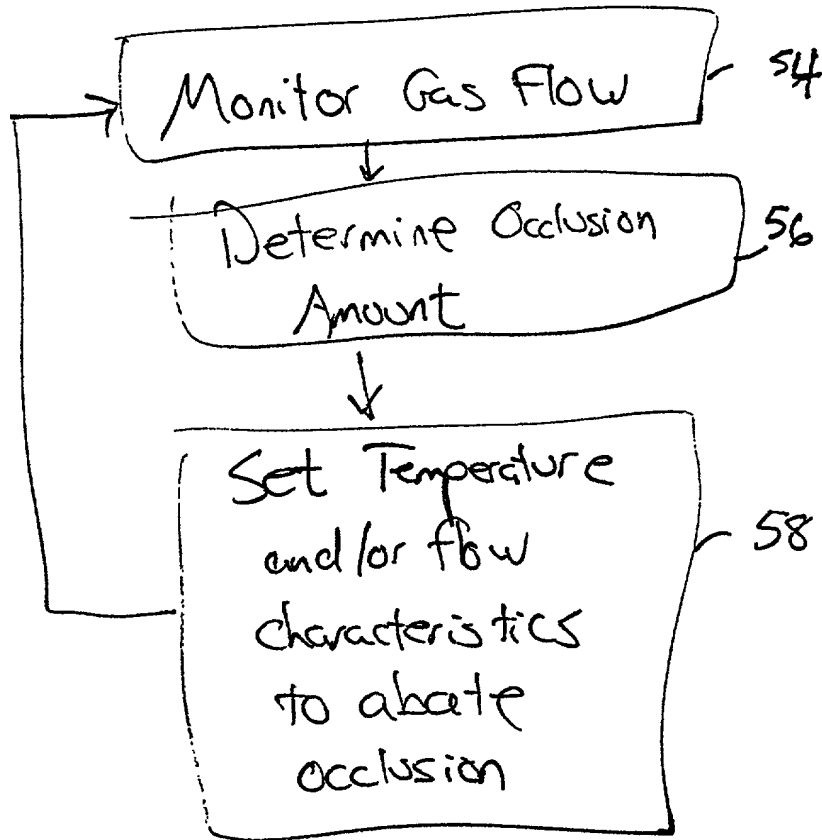 Monitor Gas Flow
54
Determine Occlusion
56
Amount
Set Temperature
and/or flow
58
characteristics
to abate
occlusion